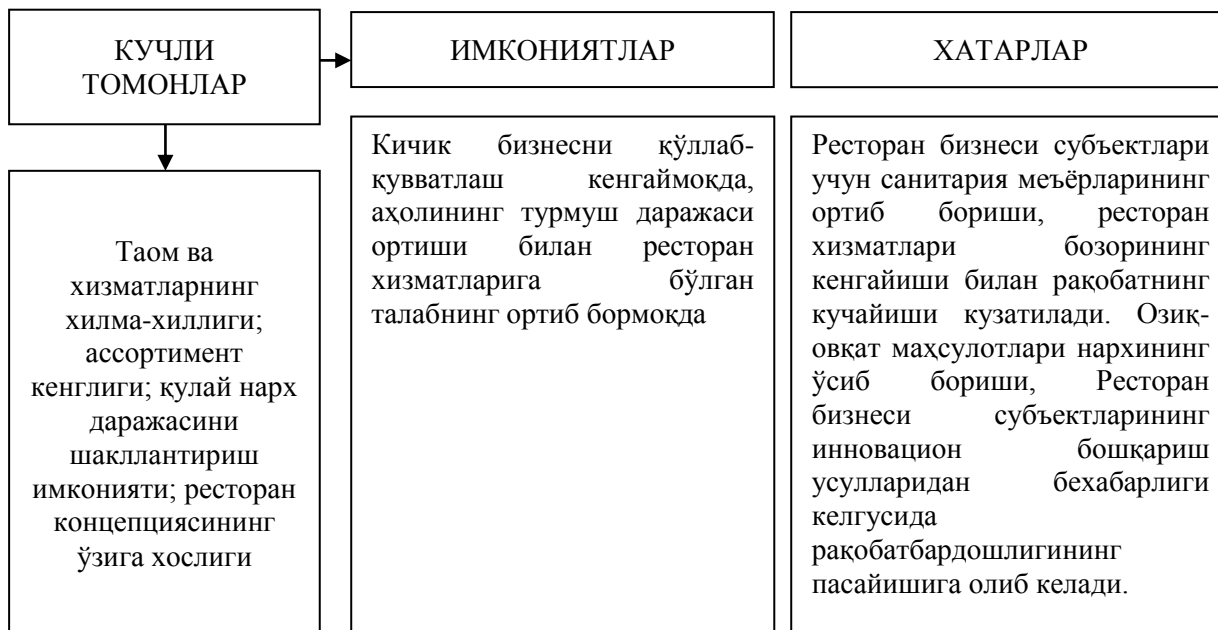 КУЧЛИ
ТОМОНЛАР
ИМКОНИЯТЛАР
ХАТАРЛАР
Таом ва
хизматларнинг
хилма-хиллиги;
ассортимент
кенглиги; қулай нарх
даражасини
шакллантириш
имконияти; ресторан
концепциясининг
ўзига хослиги
Кичик бизнесни қўллаб-
қувватлаш кенгаймоқда,
аҳолининг турмуш даражаси
ортиши билан ресторан
хизматларига бўлган
талабнинг ортиб бормоқда
Ресторан бизнеси субъектлари
учун санитария меъёрларининг
ортиб бориши, ресторан
хизматлари бозорининг
кенгайиши билан рақобатнинг
кучайиши кузатилади. Озиқ-
овқат маҳсулотлари нархининг
ўсиб бориши, Ресторан
бизнеси субъектларининг
инновацион бошқариш
усулларидан бехабарлиги
келгусида
рақобатбардошлигининг
пасайишига олиб келади.